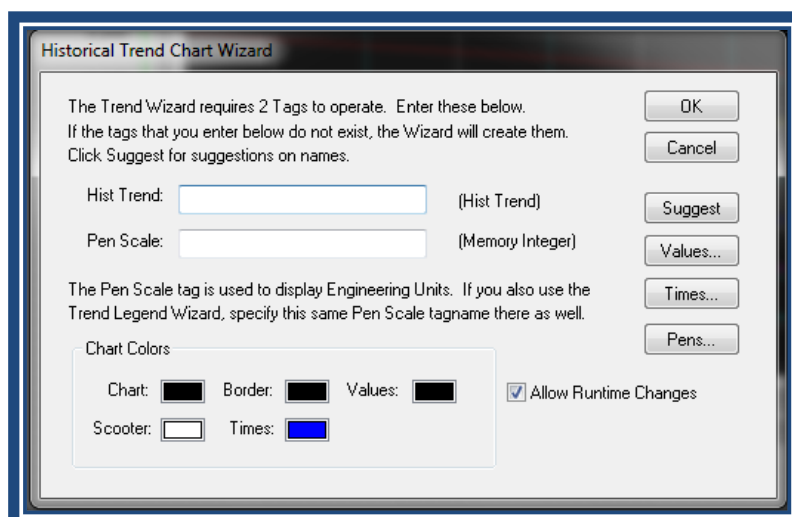 Historical Trend Chart Wizard
The Trend Wizard requires 2 Tags to operate. Enter these below.
If the tags that you enter below do not exist, the Wizard will create them.
Click Suggest for suggestions on names.
OK
Cancel
Hist Trend:
(Hist Trend)
Suggest
Pen Scale:
(Memory Integer)
Values...
The Pen Scale tag is used to display Engineering Units. If you also use the
Trend Legend Wizard, specify this same Pen Scale tagname there as well.
Times...
Pens...
Chart Colors
Chart: Border: Values:
Allow Runtime Changes
Scooter: Times: